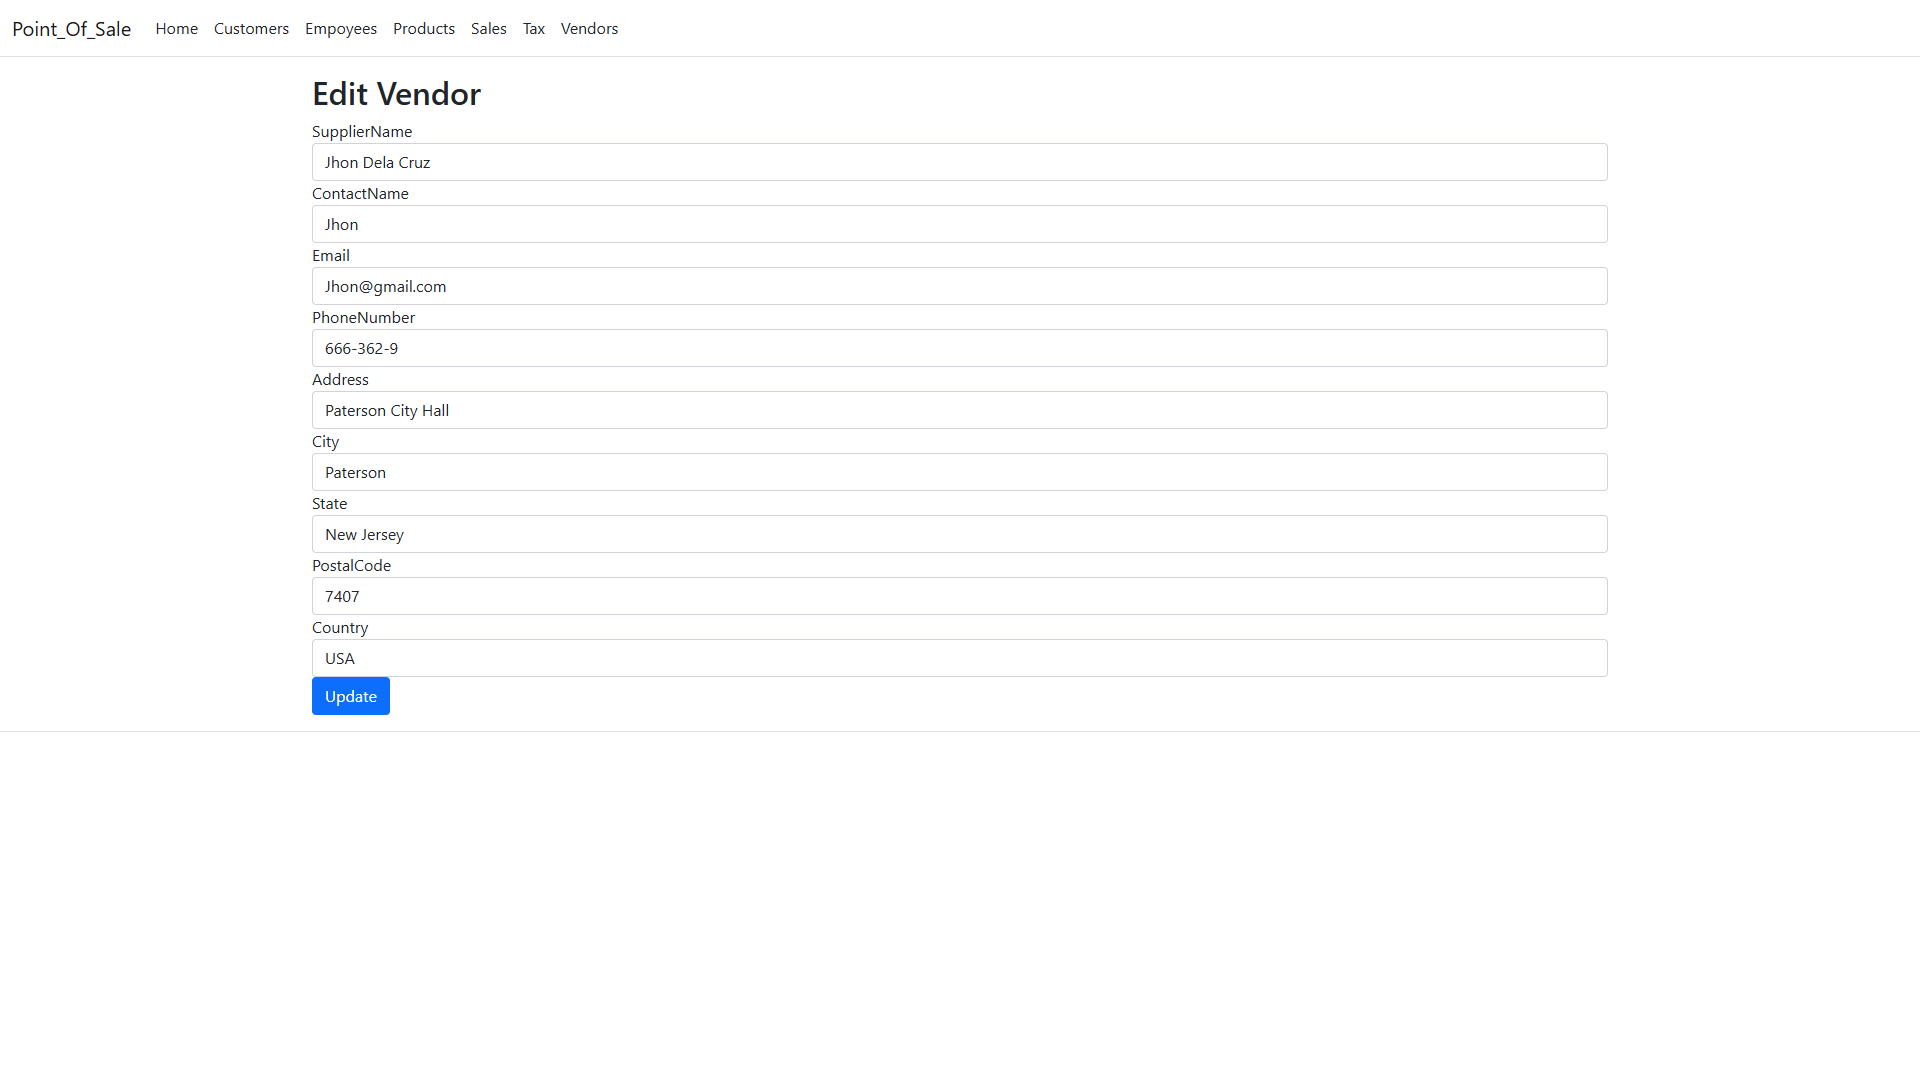 Point_Of_Sale Home Customers Empoyees Products Sales Tax Vendors
Edit Vendor
SupplierName
Jhon Dela Cruz
ContactName
Jhon
Email
Jhon@gmail.com
PhoneNumber
666-362-9
Address
Paterson City Hall
City
Paterson
State
New Jersey
PostalCode
7407
Country
USA
Update